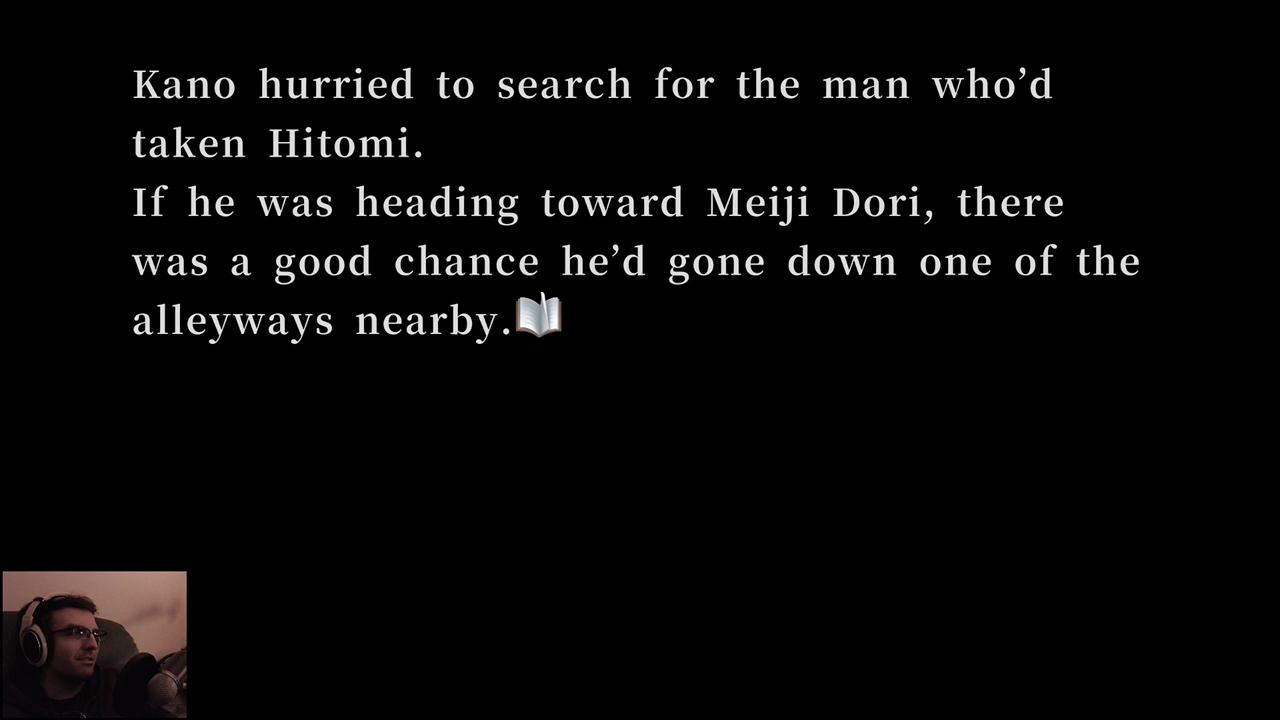 Kano hurried to search for the man who’d
taken Hitomi.
If he was heading toward Meiji Dori, there
was a good chance he’d gone down one of the
alleyways nearby.